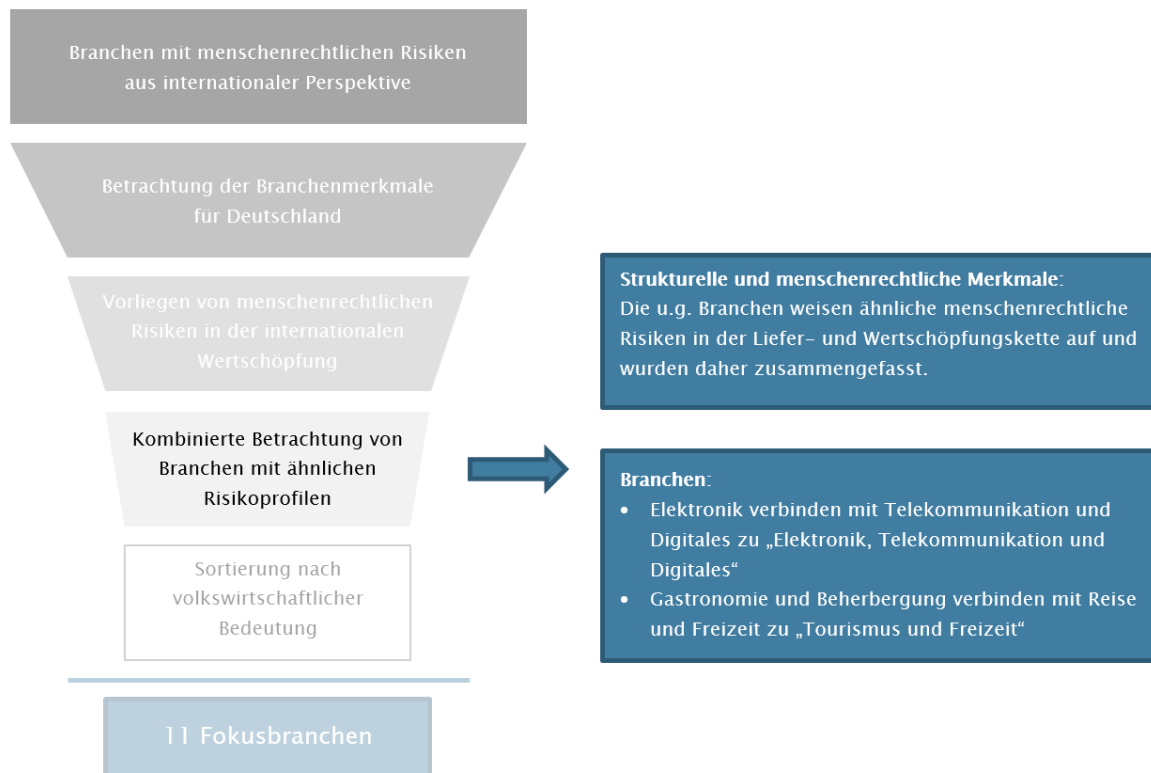 Branchen mit menschenrechtlichen Risiken
aus internationaler Perspektive
Betrachtung der Branchenmerkmale
für Deutschland
Vorliegen von menschenrechtlichen
Risiken in der internationalen
Wertschöpfung
Kombinierte Betrachtung von
Branchen mit ähnlichen
Risikoprofilen
Sortierung nach
volkswirtschaftlicher
Bedeutung
11 Fokusbranchen
Strukturelle und menschenrechtliche Merkmale:
Die u.g. Branchen weisen ähnliche menschenrechtliche
Risiken in der Liefer- und Wertschöpfungskette auf und
wurden daher zusammengefasst.
Branchen:
• Elektronik verbinden mit Telekommunikation und
Digitales zu „Elektronik, Telekommunikation und
Digitales“
• Gastronomie und Beherbergung verbinden mit Reise
und Freizeit zu „Tourismus und Freizeit“